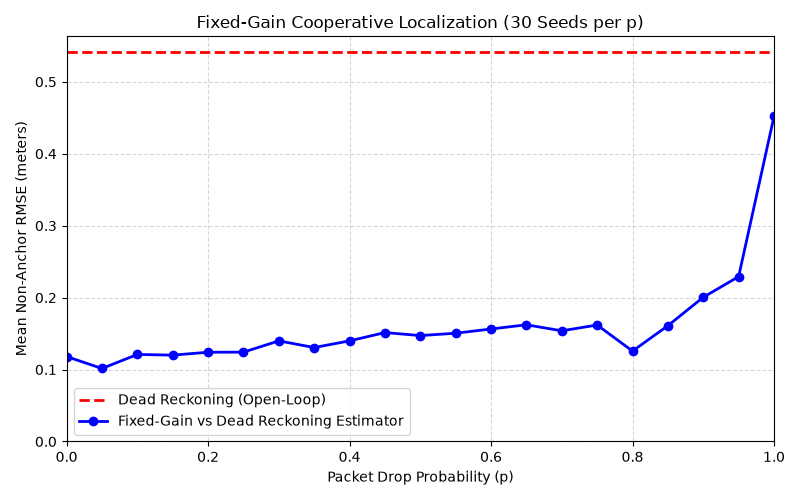 Fixed-Gain Cooperative Localization (30 Seeds per p)
Mean Non-Anchor RMSE (meters)
0.5
0.4
0.3
0.2
0.1
0.0
Dead Reckoning (Open-Loop)
Fixed-Gain vs Dead Reckoning Estimator
0.0 0.2 0.4 0.6 0.8 1.0
Packet Drop Probability (p)